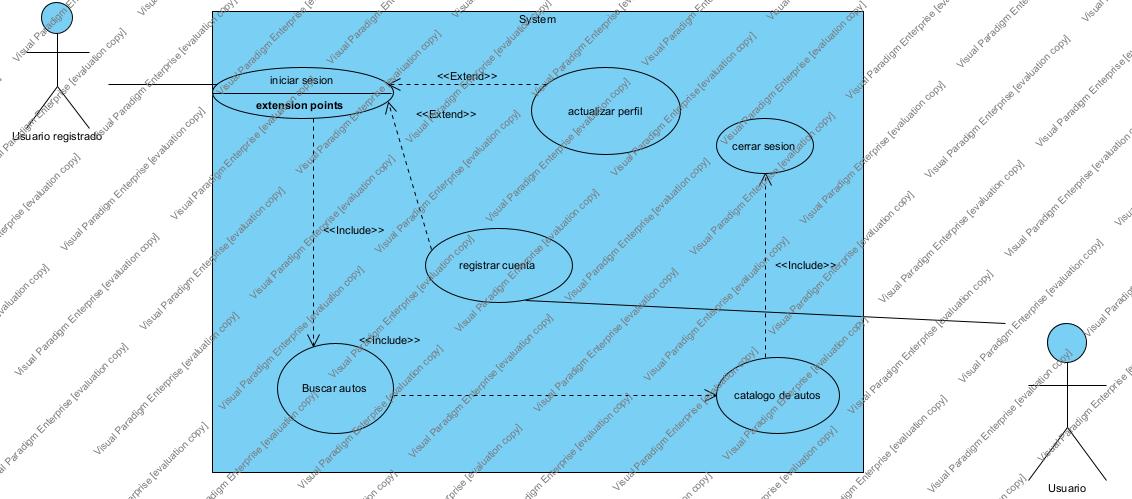 System
iniciar sesion
extension points
<<Extend>>
<<Extend>>
actualizar perfil
cerrar sesion
Usuario registrado
<<Include>>
registrar cuenta
<<Include>>
<<Include>>
Buscar autos
catalogo de autos
Usuario
Visual Paradigm Enterprise [evaluation copy]